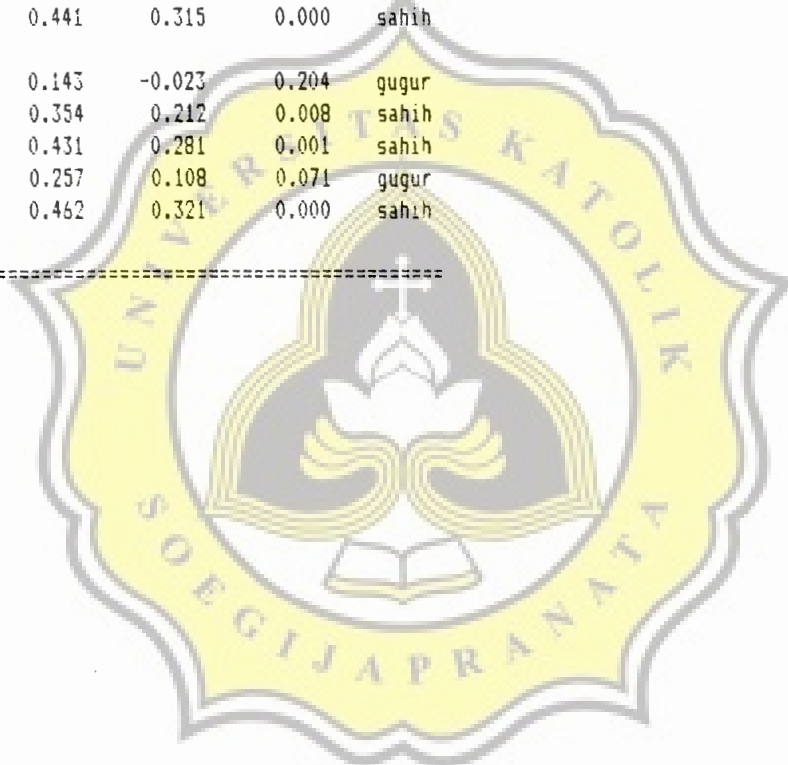 0.441 0.315 0.000 sahih
0.143 -0.023 0.204 gugur
0.354 0.212 0.008 sahih
0.431 0.281 0.001 sahih
0.257 0.108 0.071 gugur
0.462 0.321 0.000 sahih
========================================
UNIVERSITAS KATOLIK
SOEGIJAPRANATA